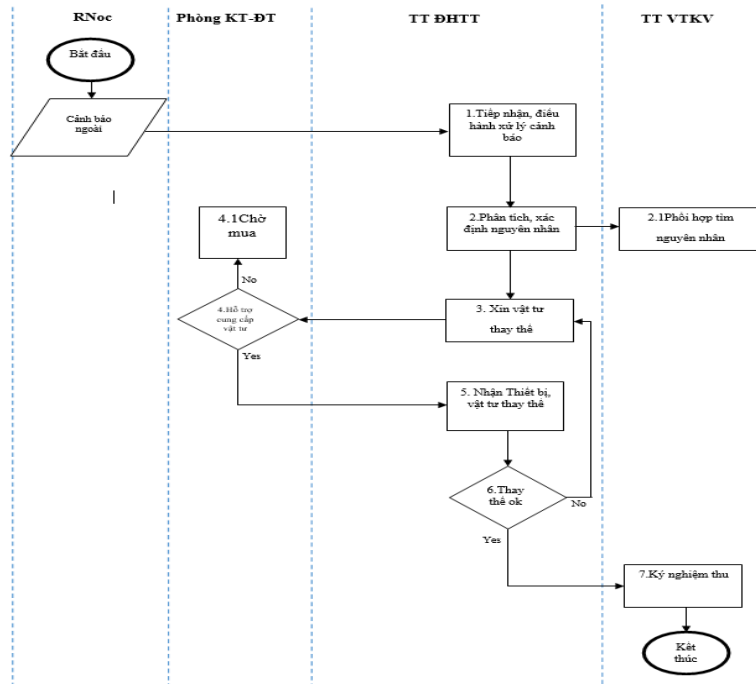 RNoc
Phòng KT-ĐT
TT ĐHTT
TT VTKV
Bắt đầu
Cảnh báo
ngoài
1.Tiếp nhận, điều
hành xử lý cảnh
báo
4.1Chờ
mua
2.Phân tích, xác
định nguyên nhân
2.1Phối hợp tìm
nguyên nhân
No
4.Hỗ trợ
cung cấp
vật tư
3. Xin vật tư
thay thế
Yes
5. Nhận Thiết bị,
vật tư thay thế
6.Thay
thế ok
No
Yes
7.Ký nghiệm thu
Kết
thúc